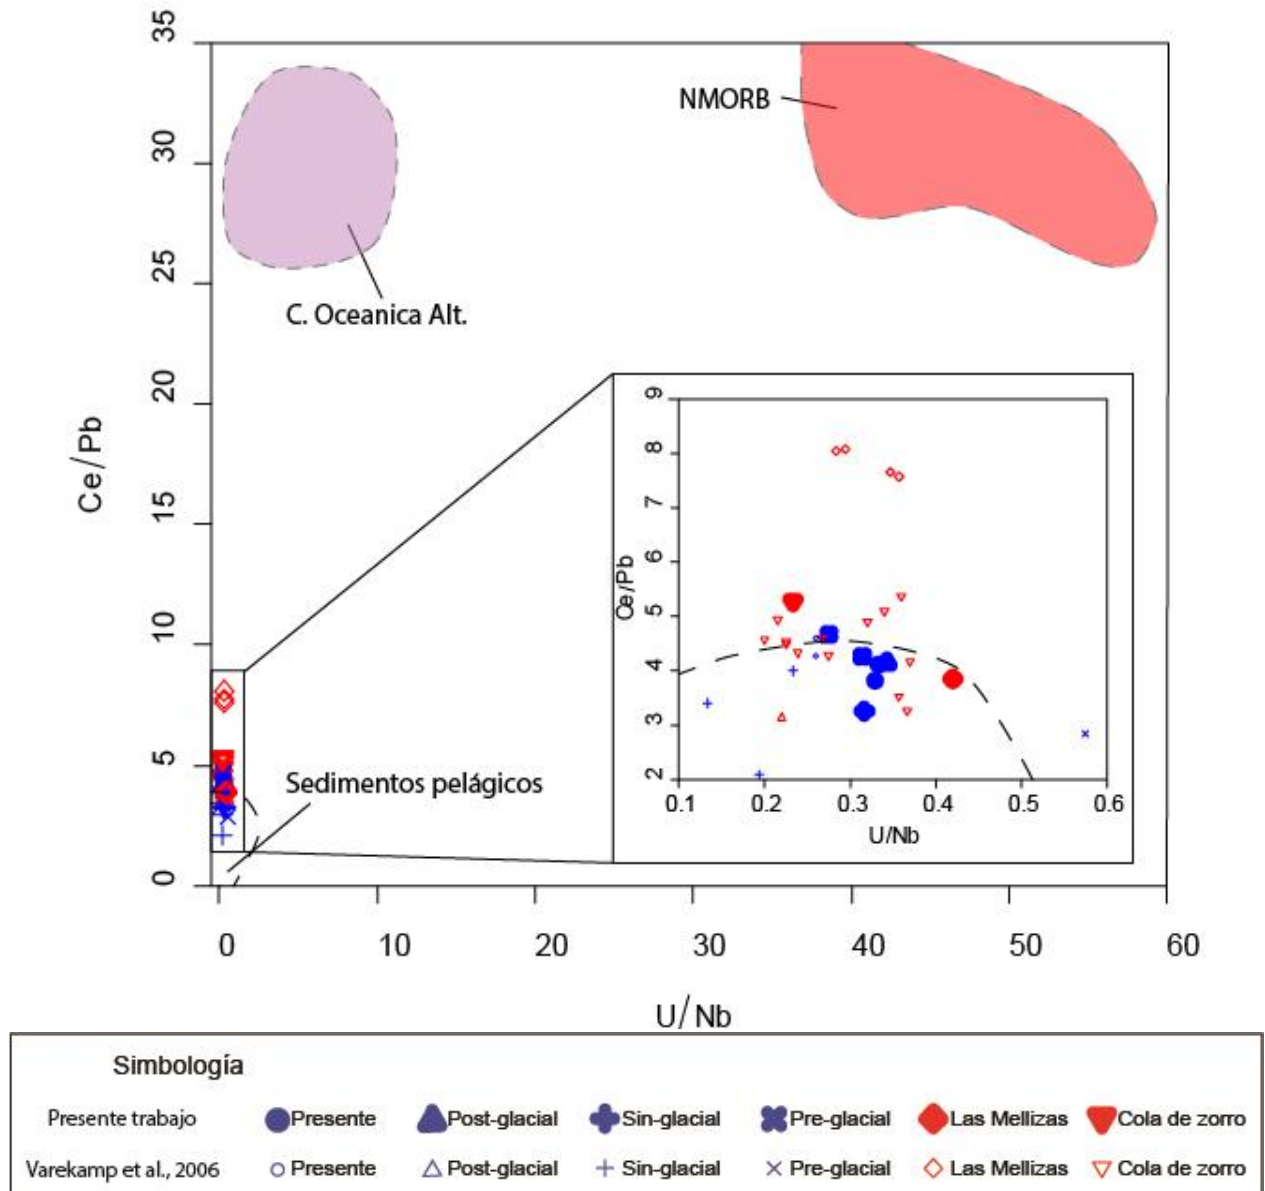 35
30
25
20
15
10
5
0
Ce/Pb
NMORB
C. Oceanica Alt.
Sedimentos pelágicos
9
8
7
6
5
4
3
2
Ce/Pb
0.1 0.2 0.3 0.4 0.5 0.6
U/Nb
0 10 20 30 40 50 60
U/Nb
Simbología
Presente trabajo Presente Post-glacial Sin-glacial Pre-glacial Las Mellizas Cola de zorro
Varekamp et al., 2006 Presente Post-glacial Sin-glacial Pre-glacial Las Mellizas Cola de zorro